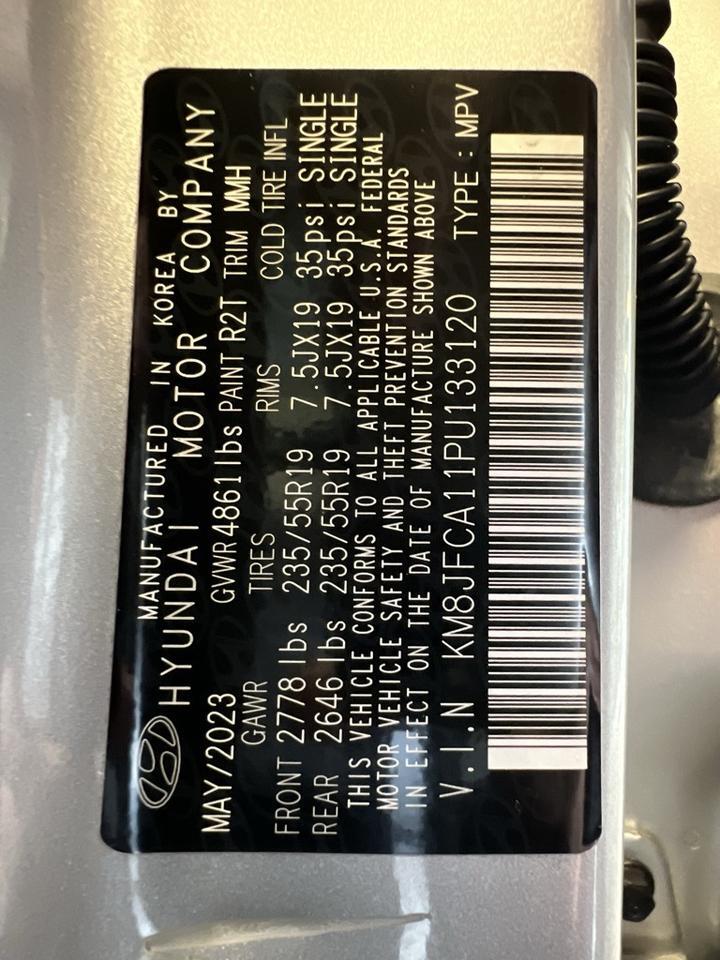 MANUFACTURED IN KOREA BY
HYUNDAI MOTOR COMPANY
MAY/2023 GVWR 4861lbs PAINT R2T TRIM MMH
GAWR TIRES RIMS COLD TIRE INFL
FRONT 2778 lbs 235/55R19 7.5JX19 35psi SINGLE
REAR 2646 lbs 235/55R19 7.5JX19 35psi SINGLE
THIS VEHICLE CONFORMS TO ALL APPLICABLE U.S.A. FEDERAL
MOTOR VEHICLE SAFETY AND THEFT PREVENTION STANDARDS
IN EFFECT ON THE DATE OF MANUFACTURE SHOWN ABOVE
V.I.N KM8JFCA11PU133120 TYPE : MPV